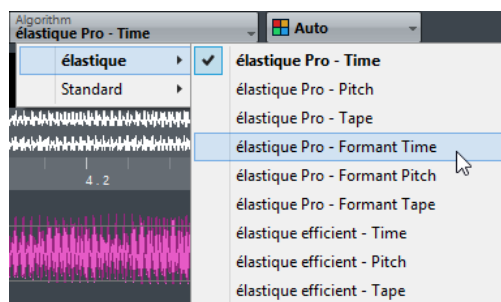 Algorithm
élastique Pro - Time
Auto
élastique
Standard
4.2
élastique Pro - Time
élastique Pro - Pitch
élastique Pro - Tape
élastique Pro - Formant Time
élastique Pro - Formant Pitch
élastique Pro - Formant Tape
élastique efficient - Time
élastique efficient - Pitch
élastique efficient - Tape